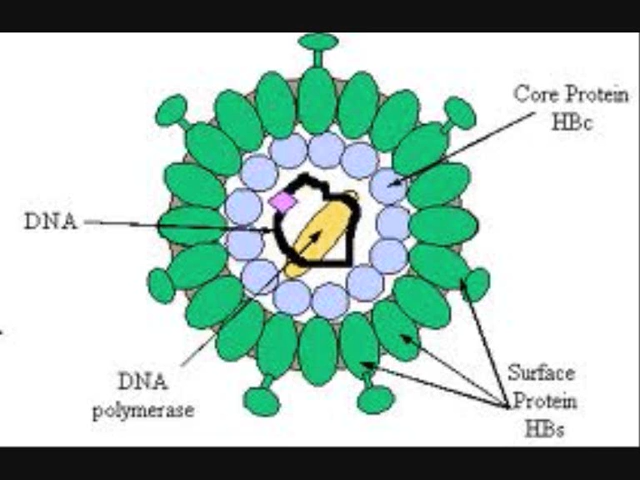 Core Protein
HBc
DNA
DNA
polymerase
Surface
Protein
HBs